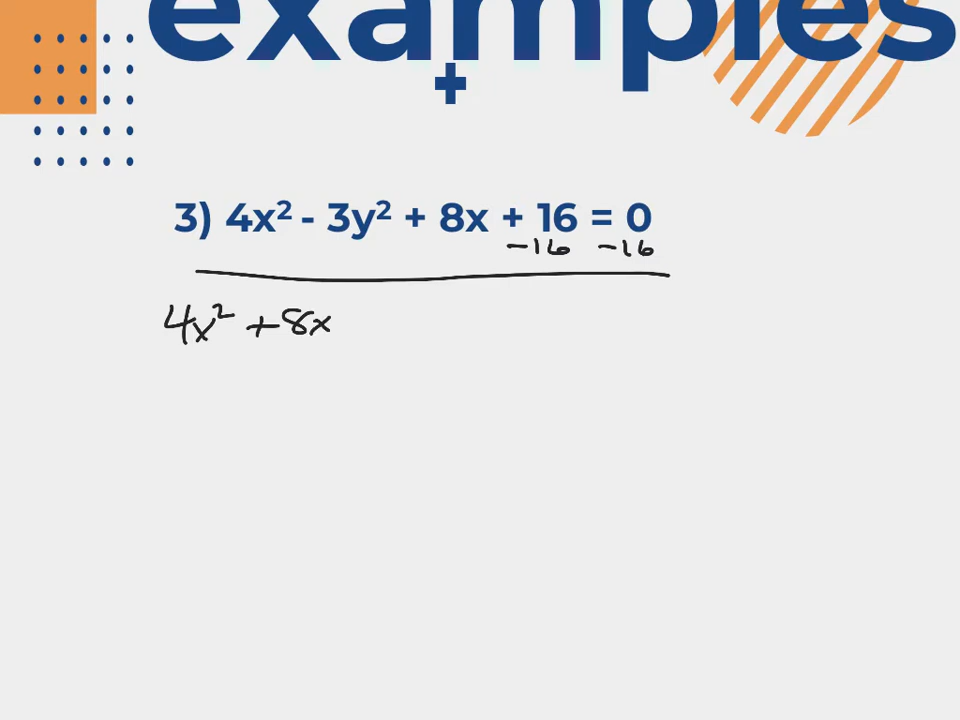 examples
+
3) 4x² - 3y² + 8x + 16 = 0
-16 -16
4x² +8x